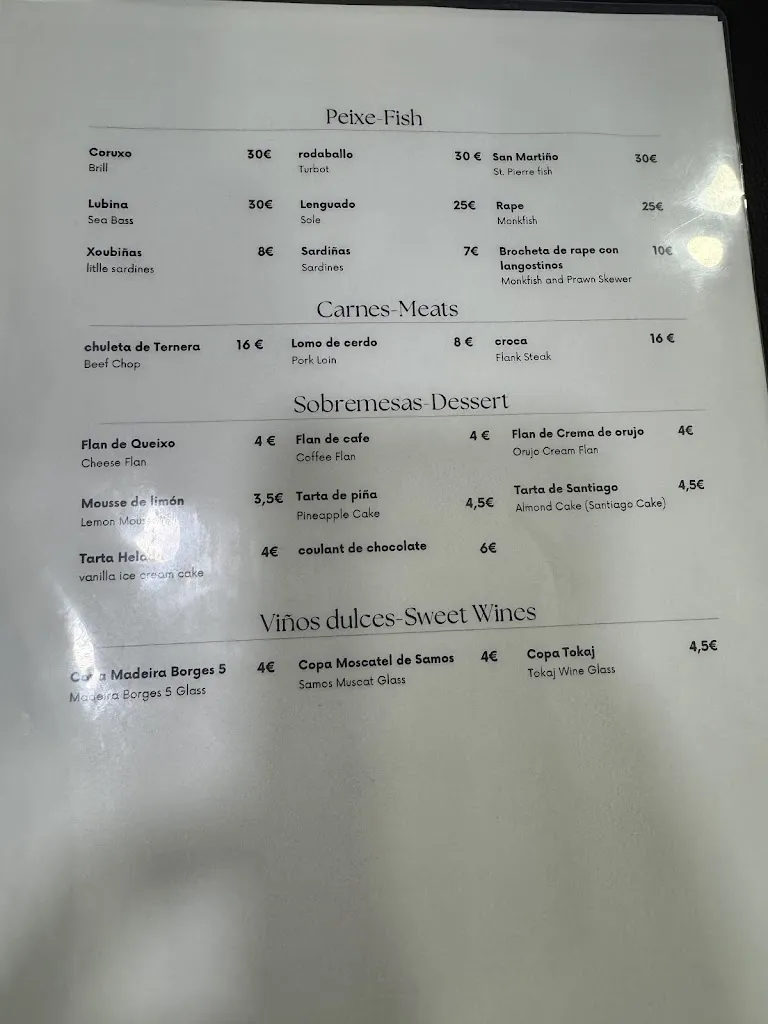 Peixe-Fish
Coruxo 30€ rodaballo 30 € San Martiño 30€
Brill Turbot St. Pierre fish
Lubina 30€ Lenguado 25€ Rape 25€
Sea Bass Sole Monkfish
Xoubiñas 8€ Sardiñas 7€ Brocheta de rape con 10€
litlle sardines Sardines langostinos
Monkfish and Prawn Skewer
Carnes-Meats
chuleta de Ternera 16 € Lomo de cerdo 8 € croca 16 €
Beef Chop Pork Loin Flank Steak
Sobremesas-Dessert
Flan de Queixo 4 € Flan de cafe 4 € Flan de Crema de orujo 4€
Cheese Flan Coffee Flan Orujo Cream Flan
Mousse de limón 3,5€ Tarta de piña 4,5€ Tarta de Santiago 4,5€
Lemon Pineapple Cake Almond Cake (Santiago Cake)
Tarta 4€ coulant de chocolate 6€
vanilla ice cream cake
Viños dulces-Sweet Wines
Copa Madeira Borges 5 4€ Copa Moscatel de Samos 4€ Copa Tokaj 4,5€
Madeira Borges 5 Glass Samos Muscat Glass Tokaj Wine Glass